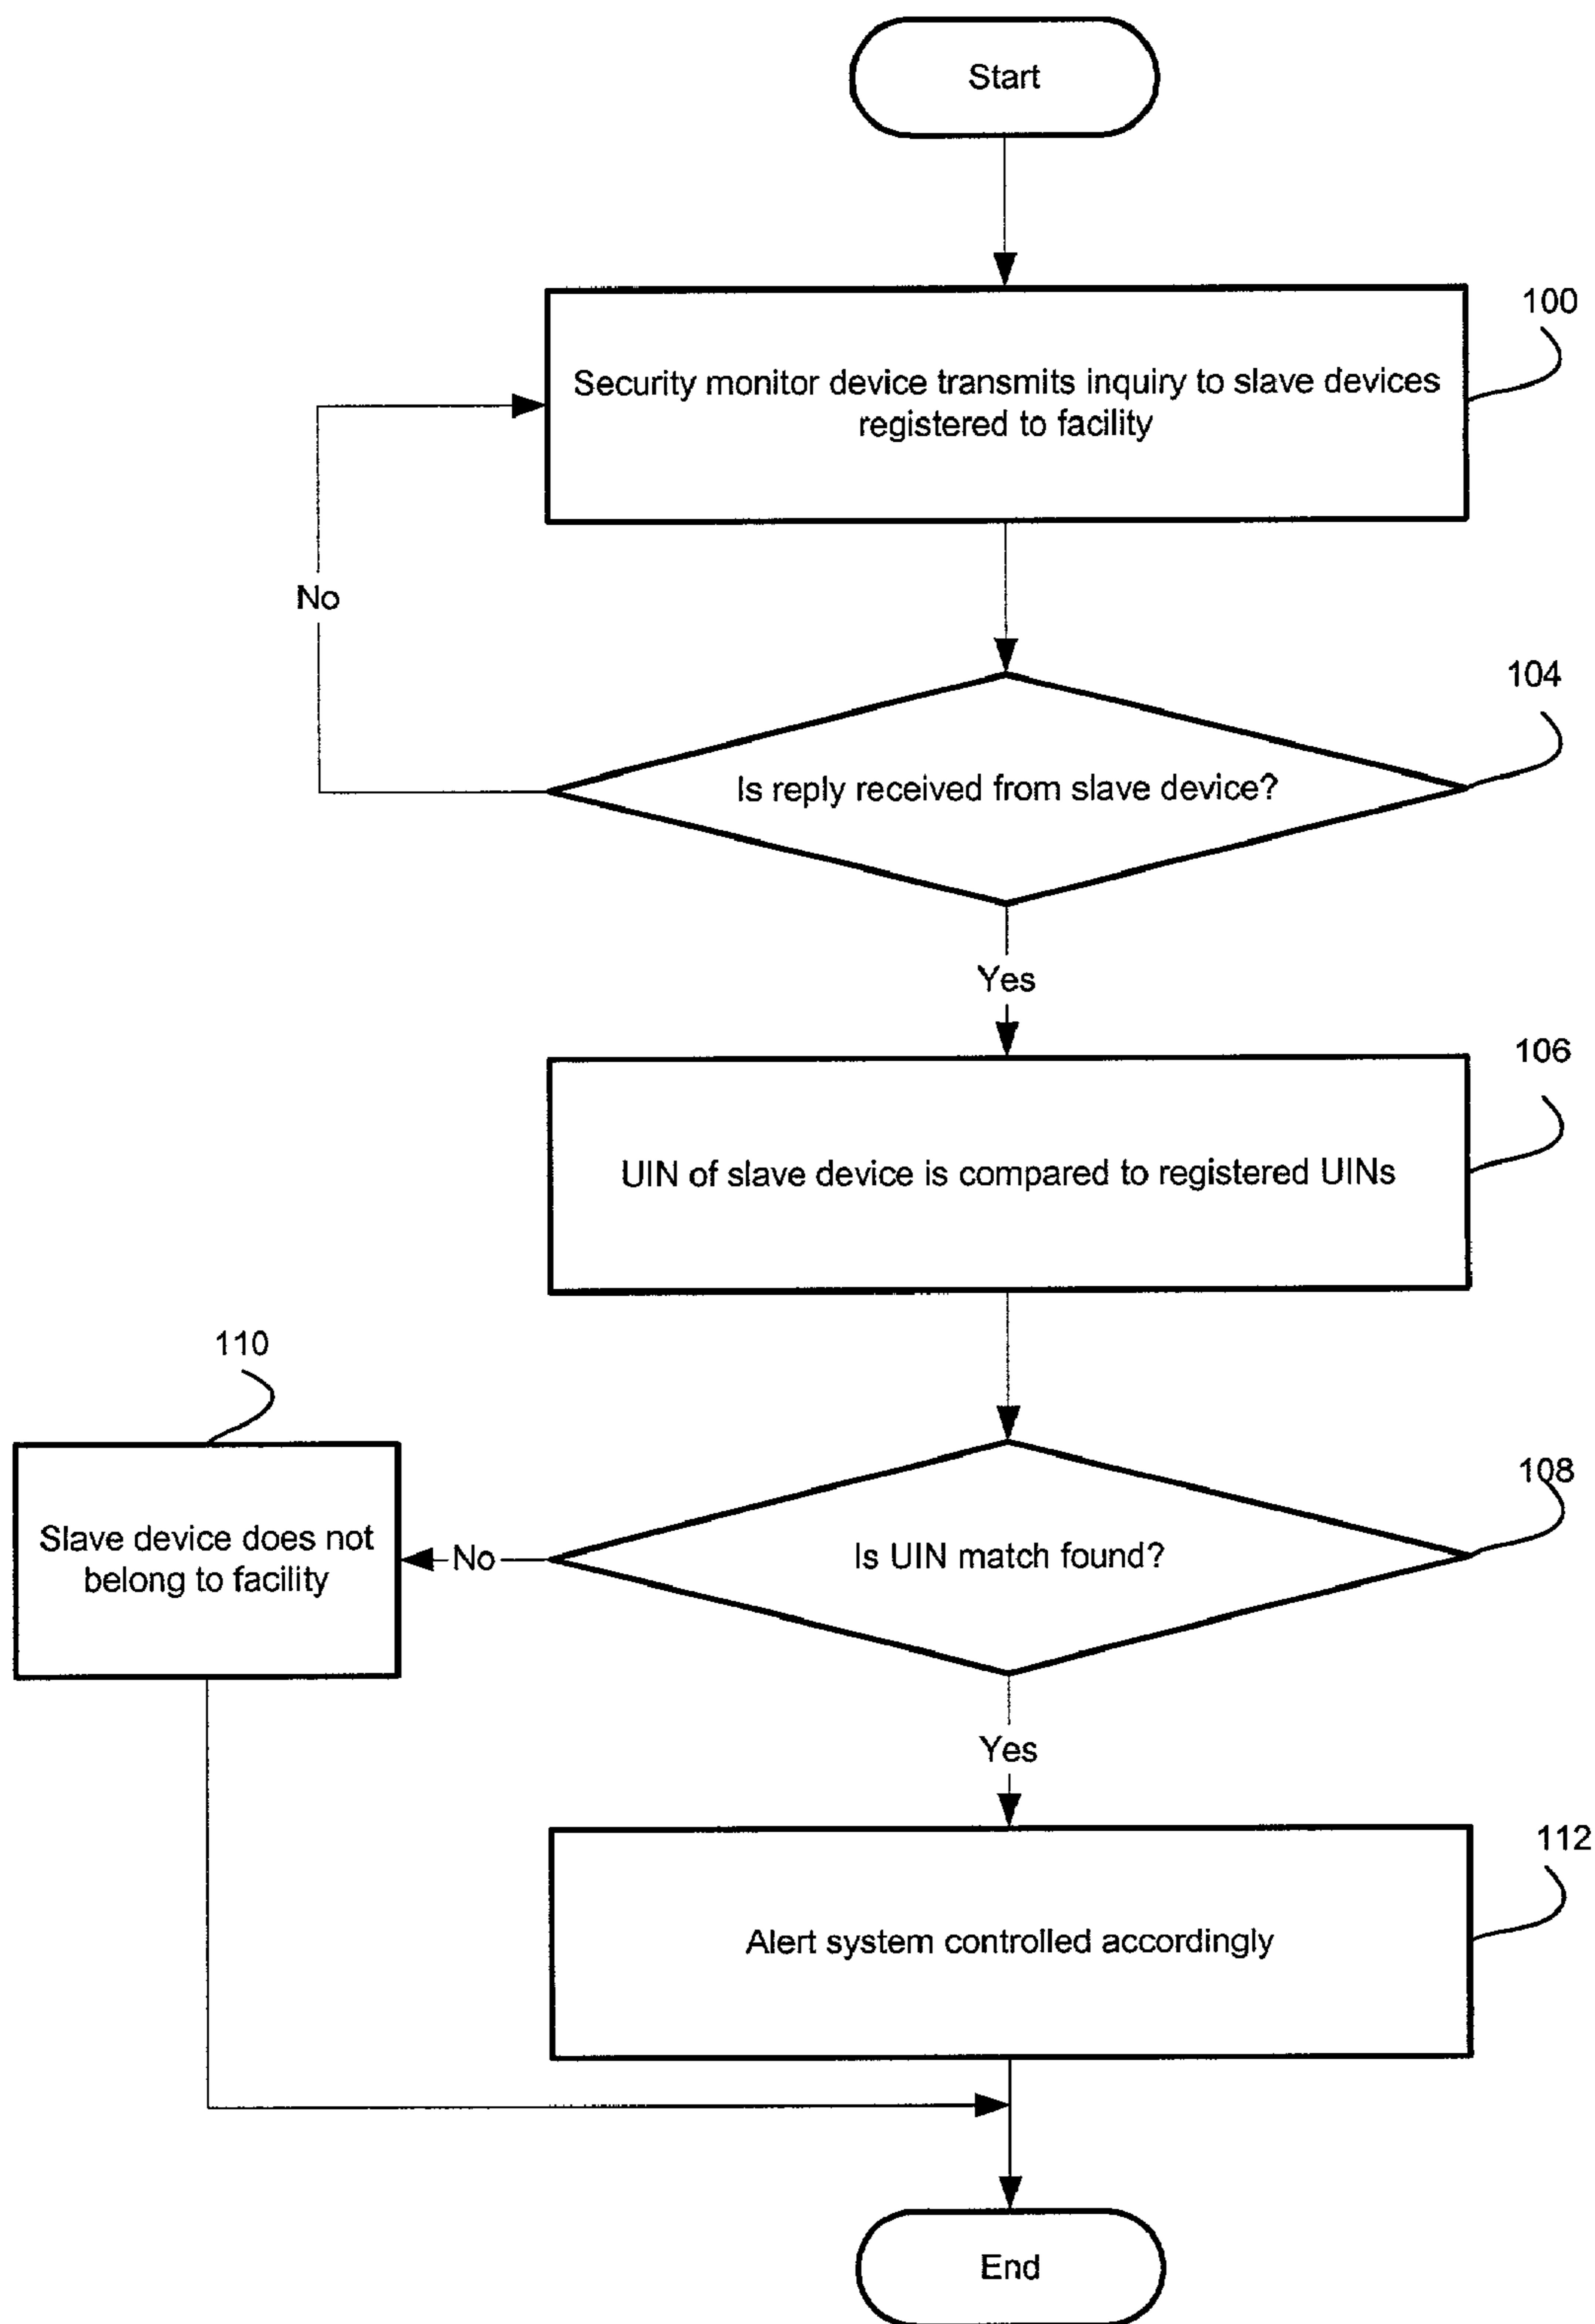 Start
100
Security monitor device transmits inquiry to slave devices
registered to facility
No
104
Is reply received from slave device?
Yes
106
UIN of slave device is compared to registered UINs
110
108
Slave device does not
belong to facility
No
Is UIN match found?
Yes
112
Alert system controlled accordingly
End